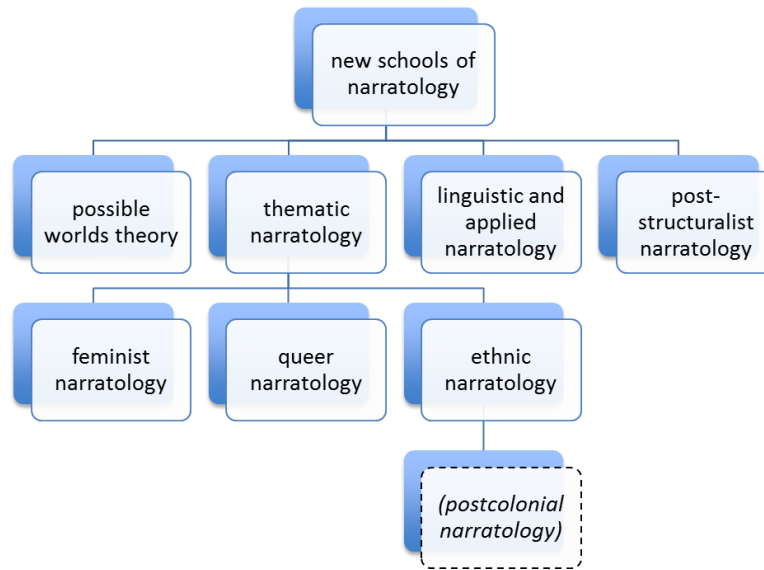 new schools of
narratology
possible
worlds theory
thematic
narratology
linguistic and
applied
narratology
post-
structuralist
narratology
feminist
narratology
queer
narratology
ethnic
narratology
(postcolonial
narratology)